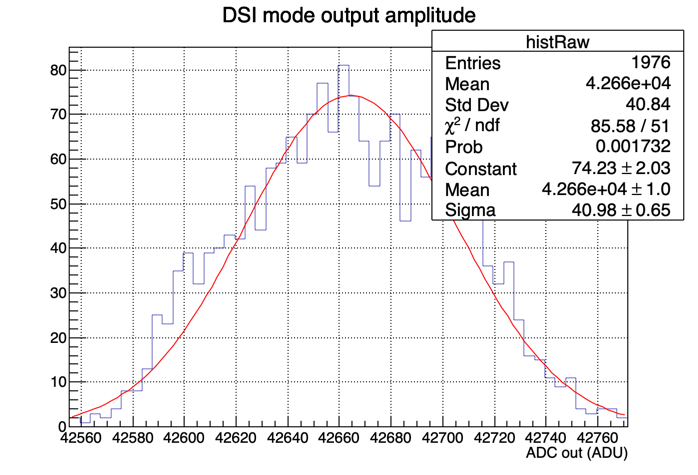 DSI mode output amplitude
histRaw
Entries 1976
Mean 4.266e+04
Std Dev 40.84
χ² / ndf 85.58 / 51
Prob 0.001732
Constant 74.23 ± 2.03
Mean 4.266e+04 ± 1.0
Sigma 40.98 ± 0.65
80
70
60
50
40
30
20
10
0
42560 42580 42600 42620 42640 42660 42680 42700 42720 42740 42760
ADC out (ADU)